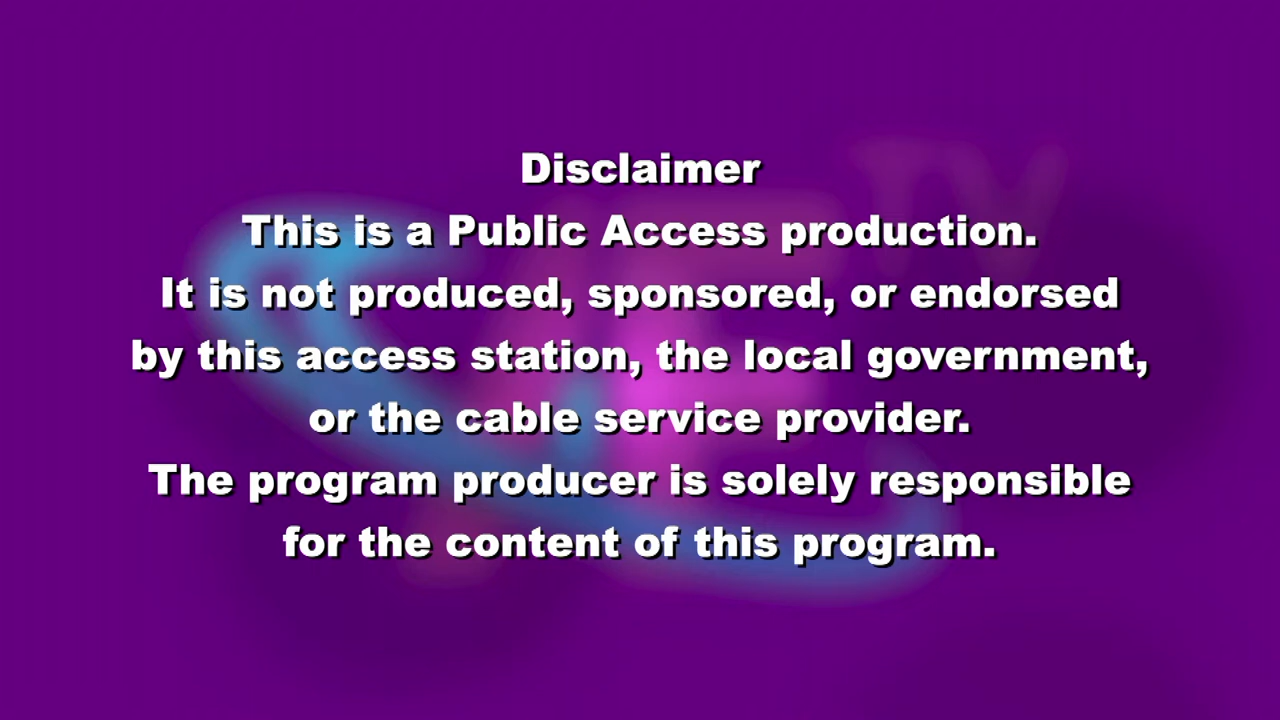 Disclaimer
This is a Public Access production.
It is not produced, sponsored, or endorsed
by this access station, the local government,
or the cable service provider.
The program producer is solely responsible
for the content of this program.